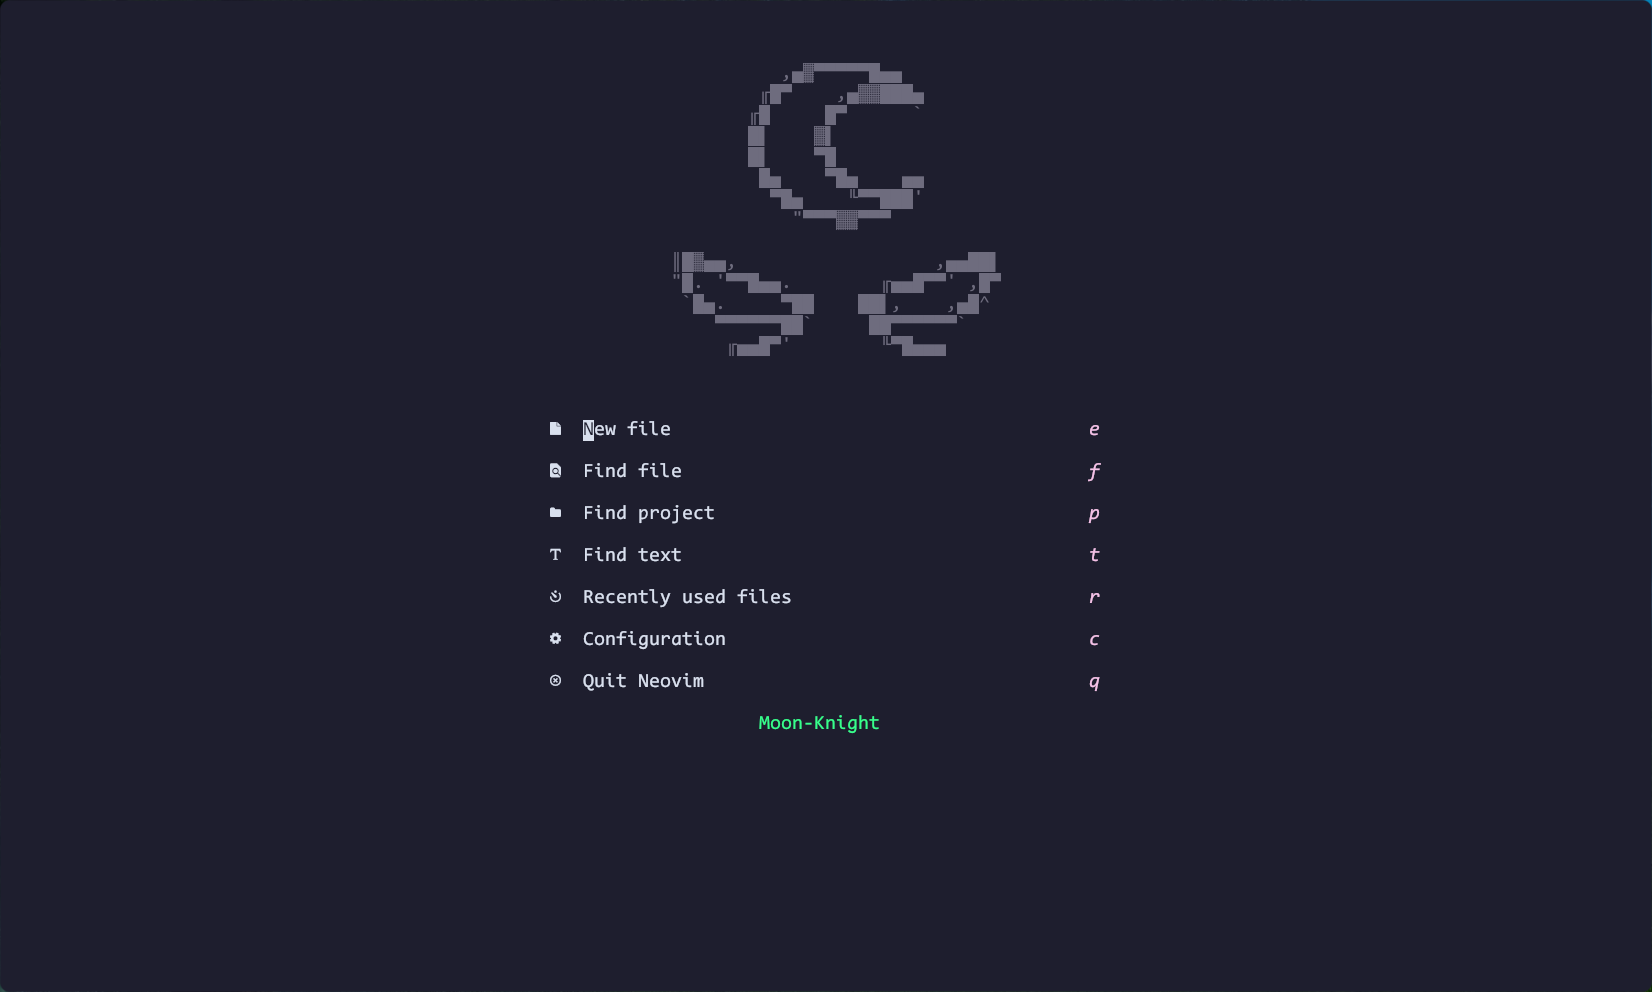 New file e
Find file f
Find project p
Find text t
Recently used files r
Configuration c
Quit Neovim q
Moon-Knight